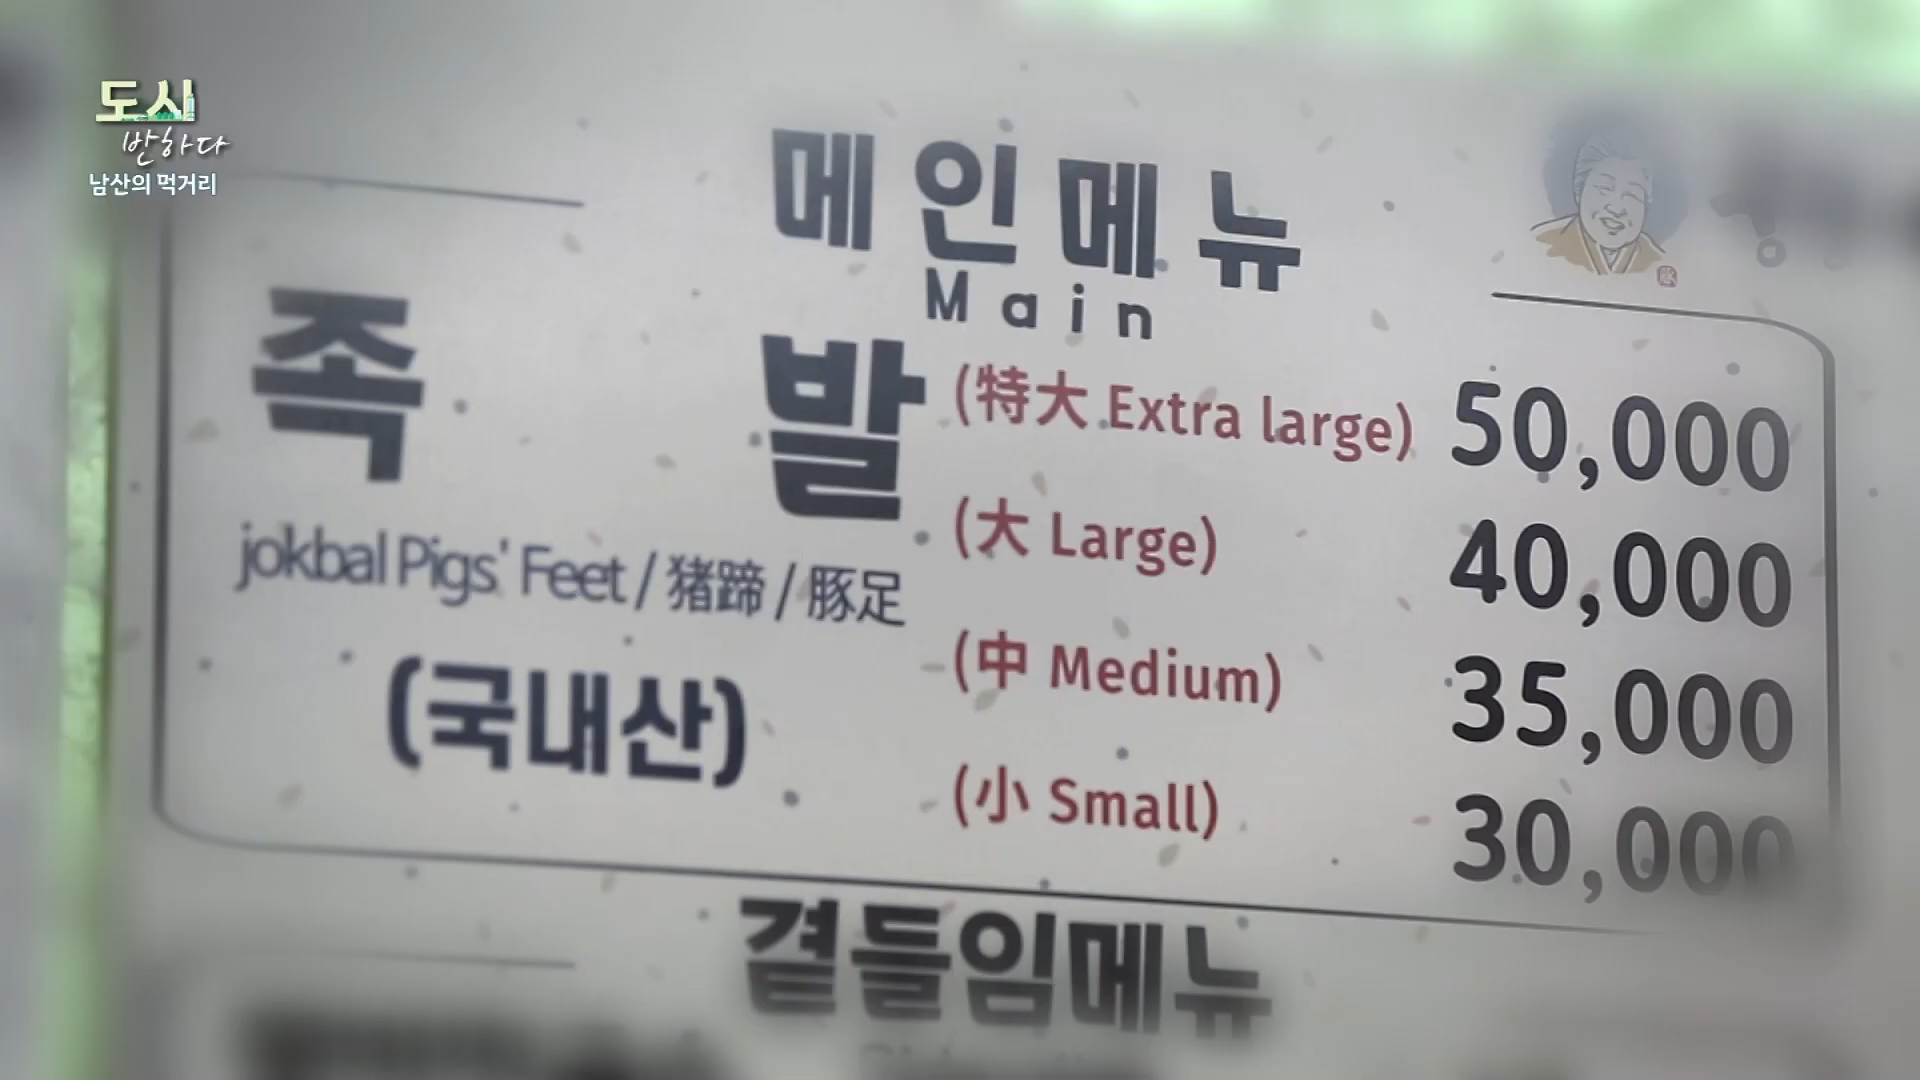 도시
반하다
남산의 먹거리
메인메뉴
Main
족 발 (特大 Extra large) 50,000
(大 Large) 40,000
jokbal Pigs' Feet / 猪蹄 / 豚足
(中 Medium) 35,000
(국내산)
(小 Small) 30,000
곁들임메뉴